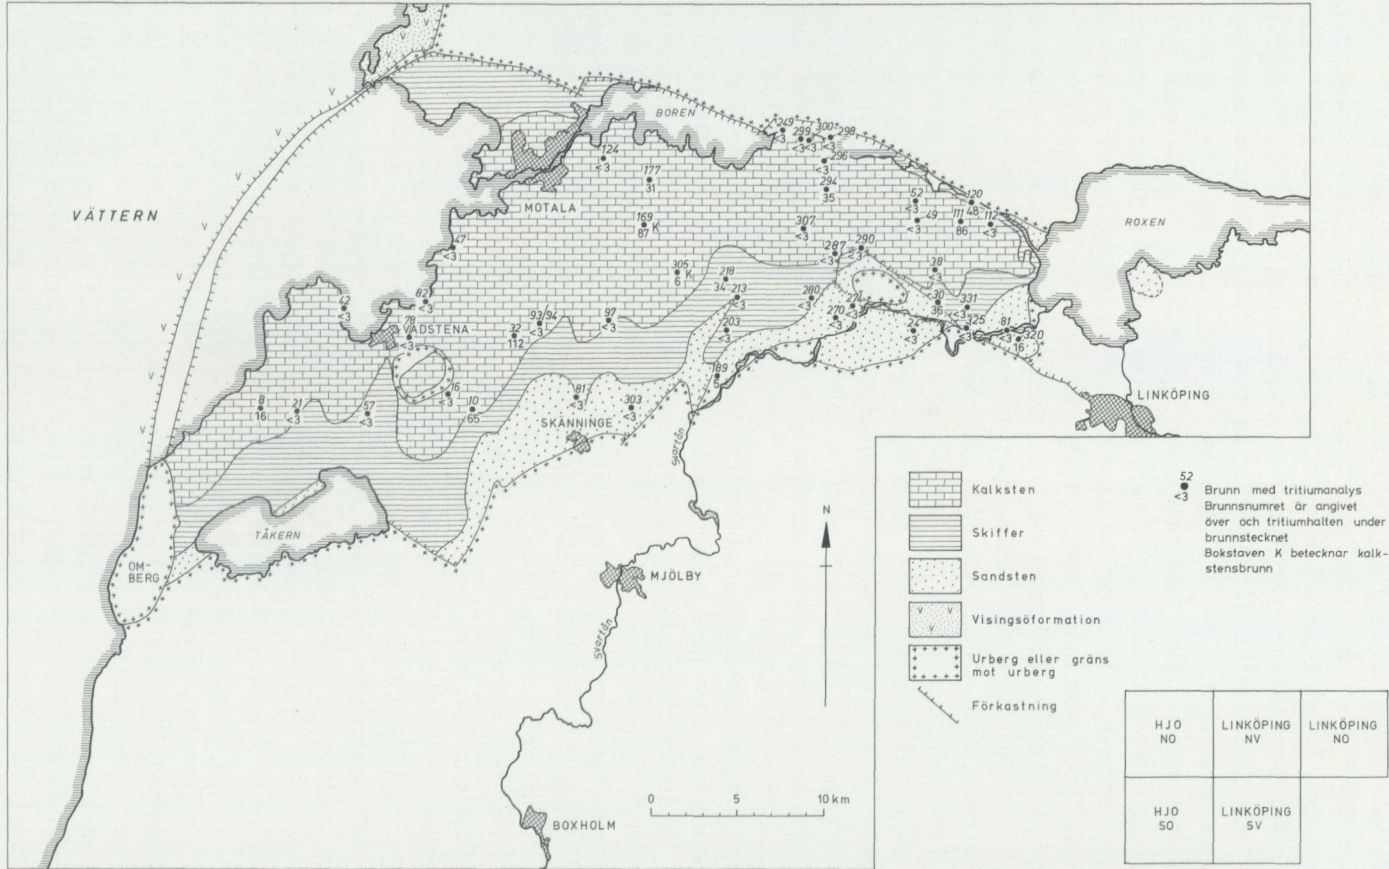 VÄTTERN
BOREN
MOTALA
ROXEN
VADSTENA
SKÄNNINGE
LINKÖPING
TÅKERN
OM-
BERG
MJÖLBY
BOXHOLM
Svartån
Svartån
249
<3
299
<3
300
<3
298
296
<3
294
35
124
<3
177
31
169
87 K
305
6 K
307
<3
287
<3
290
<3
52
<3
49
<3
120
48
111
86
112
<3
38
<3
30
36
331
<3
325
<3
81
<3
320
16
24
<3
274
<3
270
<3
280
<3
218
34
213
<3
203
<3
189
5
47
<3
82
<3
42
<3
78
<3
32
112
93/94
<3
97
<3
8
16
21
<3
57
<3
16
<3
10
65
81
<3
303
<3
N
0 5 10 km
Kalksten
Skiffer
Sandsten
V V V
Visingsöformation
Urberg eller gräns
mot urberg
Förkastning
52
<3
Brunn med tritiumanalys
Brunnsnumret är angivet
över och tritiumhalten under
brunnstecknet
Bokstaven K betecknar kalk-
stensbrunn
HJO
NO
LINKÖPING
NV
LINKÖPING
NO
HJO
SO
LINKÖPING
SV